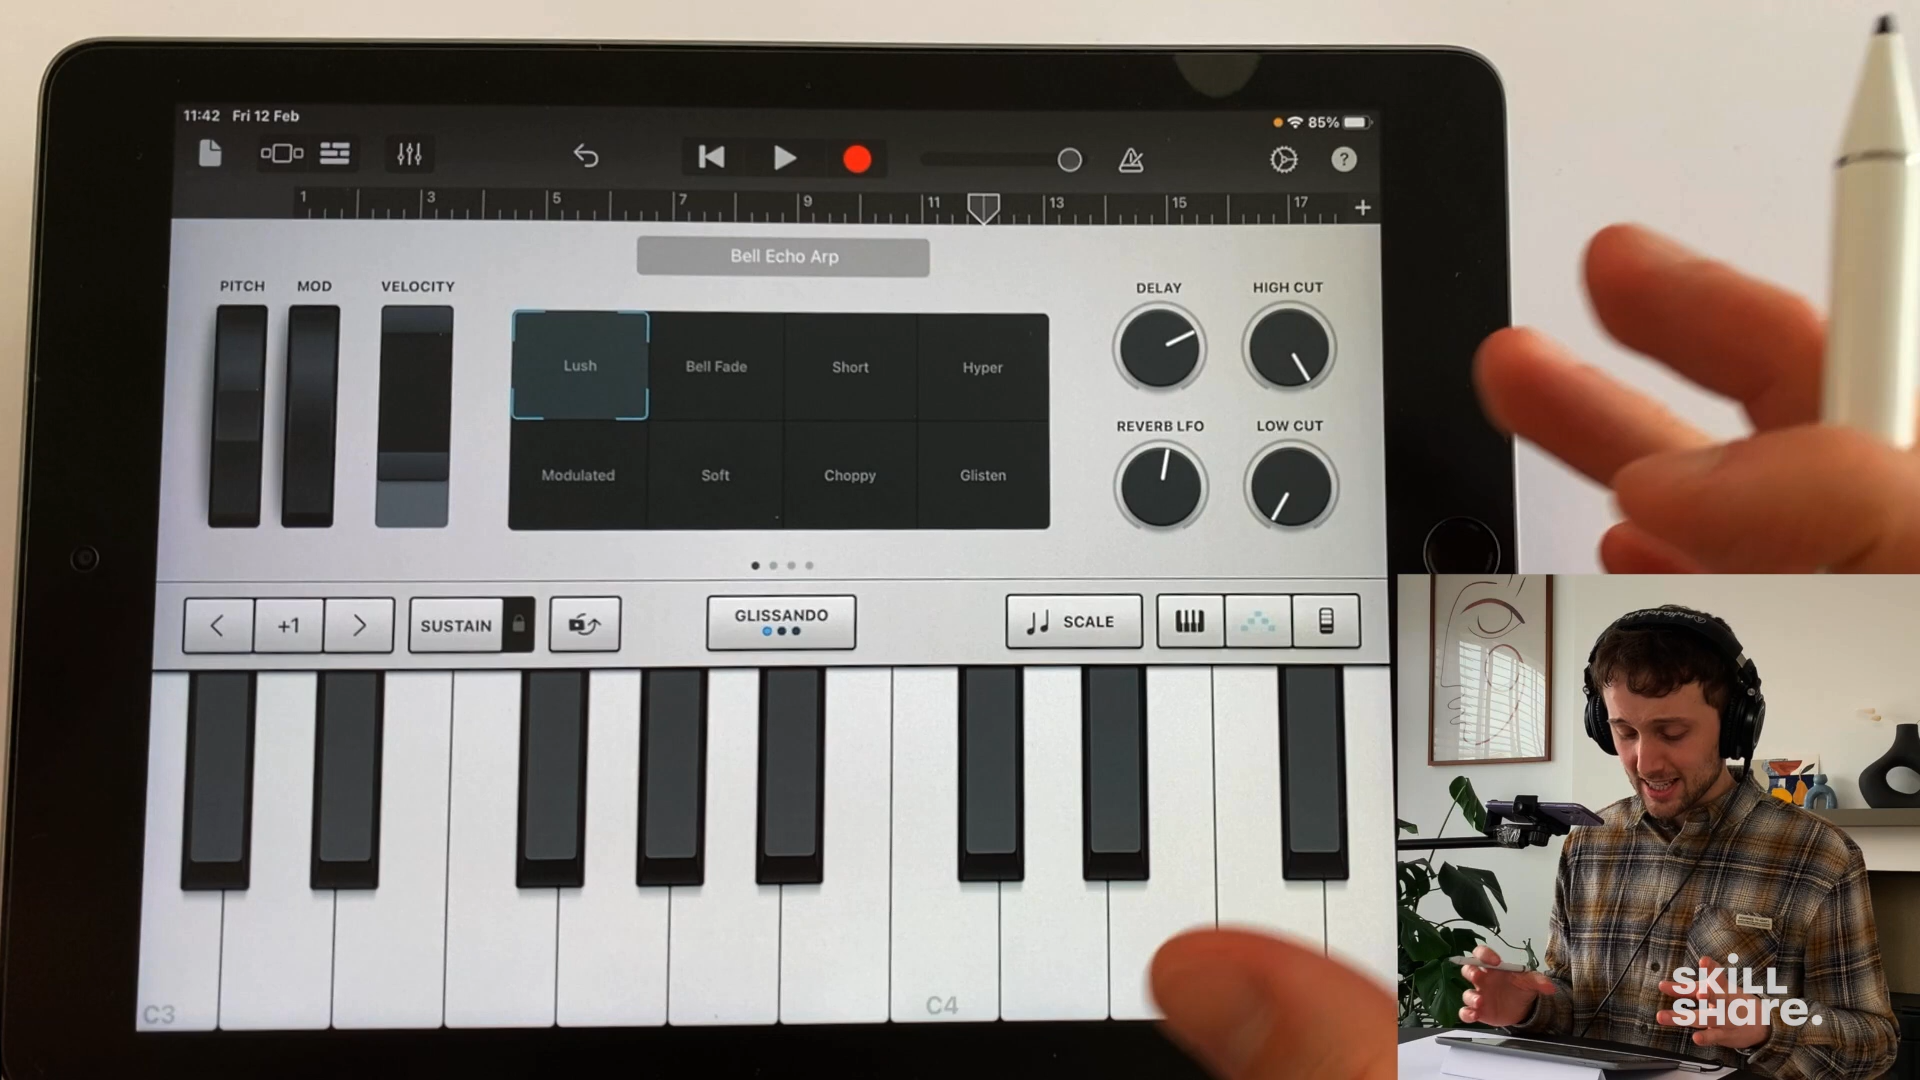 11:42 Fri 12 Feb
85%
?
1 3 5 7 9 11 13 15 17 +
Bell Echo Arp
PITCH MOD VELOCITY
DELAY HIGH CUT
Lush Bell Fade Short Hyper
REVERB LFO LOW CUT
Modulated Soft Choppy Glisten
+1 SUSTAIN GLISSANDO SCALE
C3 C4
SKILL
SHARE.